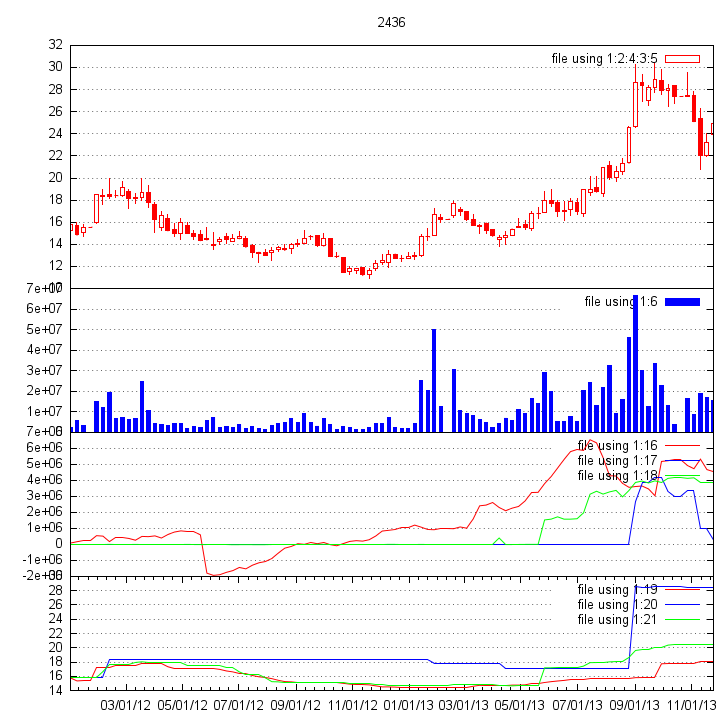 2436
32
file using 1:2:4:3:5
30
28
26
24
22
20
18
16
14
12
10
7e+07
file using 1:6
6e+07
5e+07
4e+07
3e+07
2e+07
1e+07
7e+06
file using 1:16
6e+06
file using 1:17
5e+06
file using 1:18
4e+06
3e+06
2e+06
1e+06
0
-1e+06
-2e+06
28
file using 1:19
26
file using 1:20
24
file using 1:21
22
20
18
16
14
03/01/12 05/01/12 07/01/12 09/01/12 11/01/12 01/01/13 03/01/13 05/01/13 07/01/13 09/01/13 11/01/13